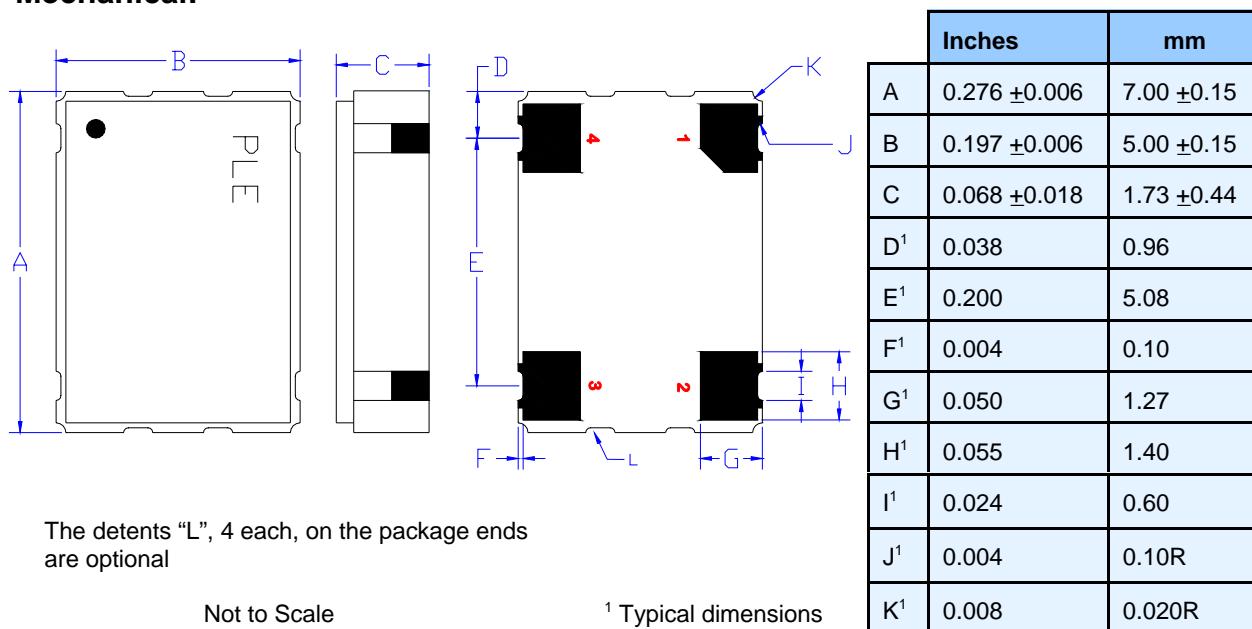 Mechanical:
B
C
D
K
A
PLE
4
1
J
E
3
2
I
H
F
L
G
The detents “L”, 4 each, on the package ends
are optional
Not to Scale
¹ Typical dimensions
Inches mm
A 0.276 ±0.006 7.00 ±0.15
B 0.197 ±0.006 5.00 ±0.15
C 0.068 ±0.018 1.73 ±0.44
D¹ 0.038 0.96
E¹ 0.200 5.08
F¹ 0.004 0.10
G¹ 0.050 1.27
H¹ 0.055 1.40
I¹ 0.024 0.60
J¹ 0.004 0.10R
K¹ 0.008 0.020R